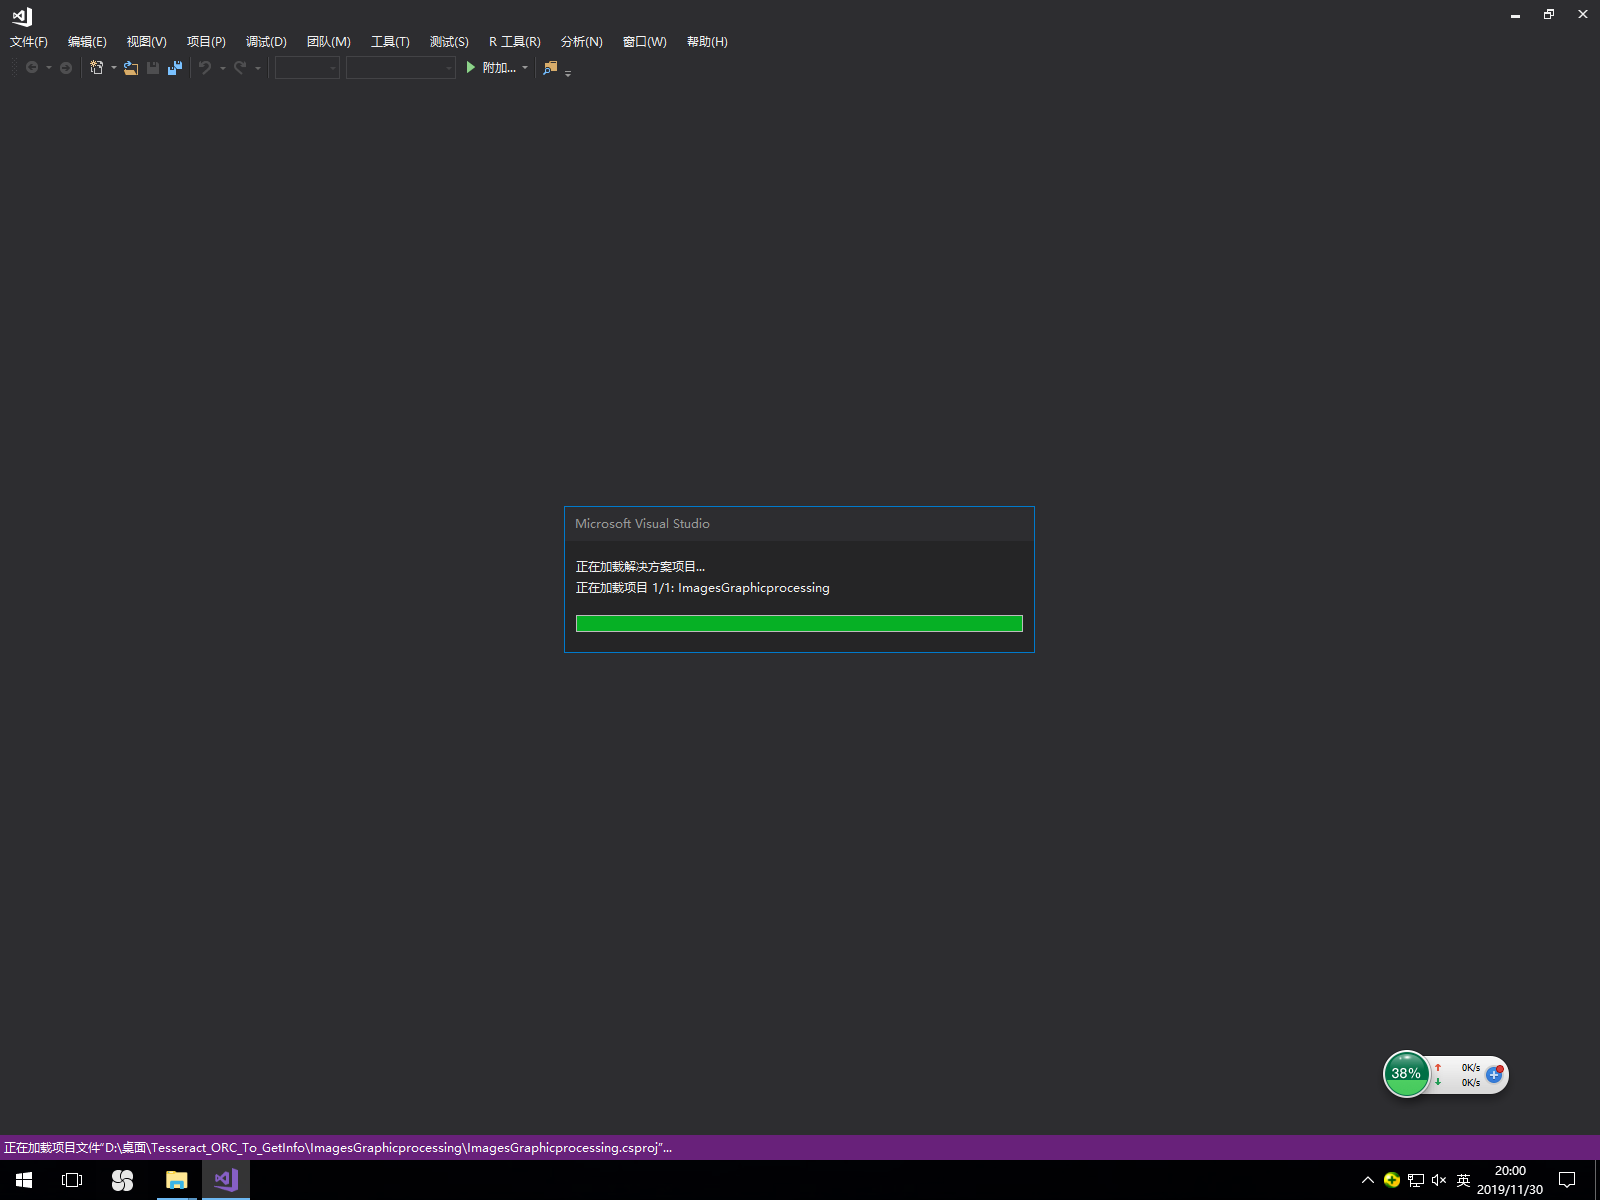 文件(F) 编辑(E) 视图(V) 项目(P) 调试(D) 团队(M) 工具(T) 测试(S) R 工具(R) 分析(N) 窗口(W) 帮助(H)
附加...
Microsoft Visual Studio
正在加载解决方案项目...
正在加载项目 1/1: ImagesGraphicprocessing
38%
0K/s
0K/s
正在加载项目文件“D:\桌面\Tesseract_ORC_To_GetInfo\ImagesGraphicprocessing\ImagesGraphicprocessing.csproj”...
英
20:00
2019/11/30